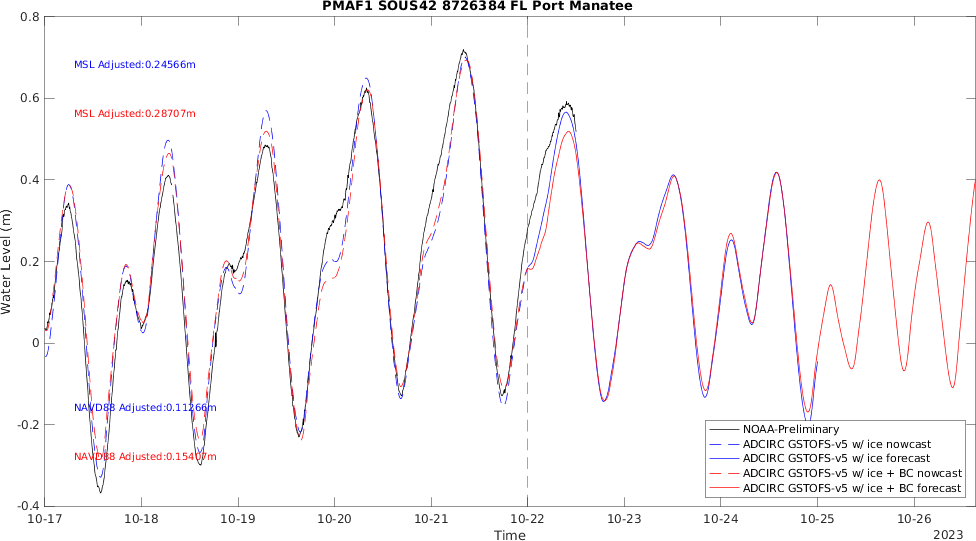 PMAF1 SOUS42 8726384 FL Port Manatee
MSL Adjusted:0.24566m
MSL Adjusted:0.28707m
NAVD88 Adjusted:0.11266m
NAVD88 Adjusted:0.15407m
Water Level (m)
0.8
0.6
0.4
0.2
0
-0.2
-0.4
10-17 10-18 10-19 10-20 10-21 10-22 10-23 10-24 10-25 10-26
Time
2023
NOAA-Preliminary
ADCIRC GSTOFS-v5 w/ ice nowcast
ADCIRC GSTOFS-v5 w/ ice forecast
ADCIRC GSTOFS-v5 w/ ice + BC nowcast
ADCIRC GSTOFS-v5 w/ ice + BC forecast